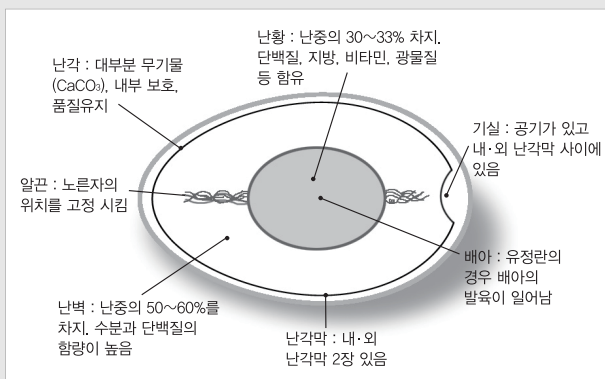 난황 : 난중의 30~33% 차지.
단백질, 지방, 비타민, 광물질
등 함유
난각 : 대부분 무기물
(CaCO₃), 내부 보호,
품질유지
기실 : 공기가 있고
내·외 난각막 사이에
있음
알끈 : 노른자의
위치를 고정 시킴
배아 : 유정란의
경우 배아의
발육이 일어남
난벽 : 난중의 50~60%를
차지. 수분과 단백질의
함량이 높음
난각막 : 내·외
난각막 2장 있음